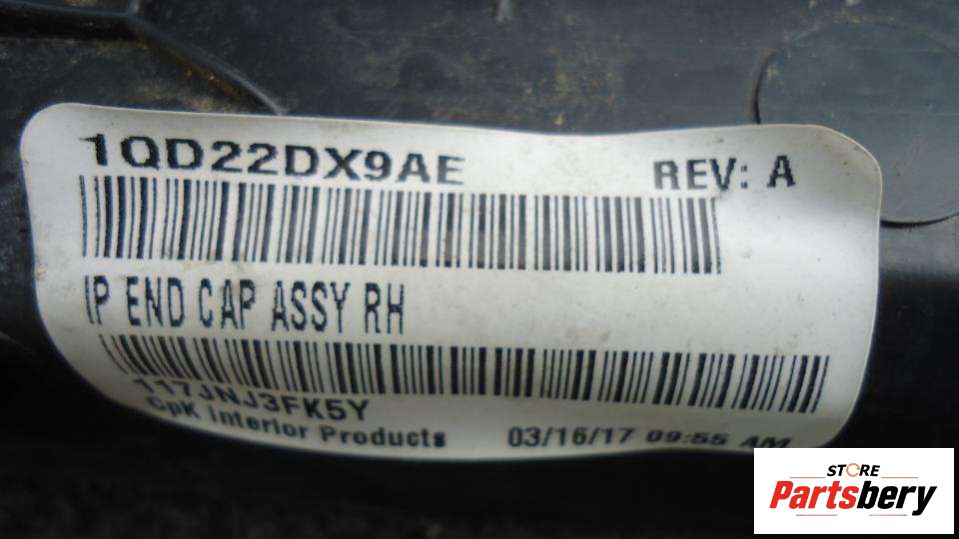 1QD22DX9AE REV: A
IP END CAP ASSY RH
117JNJ3FK5Y
CpK Interior Products 03/16/17 09:55 AM
STORE
Partsbery